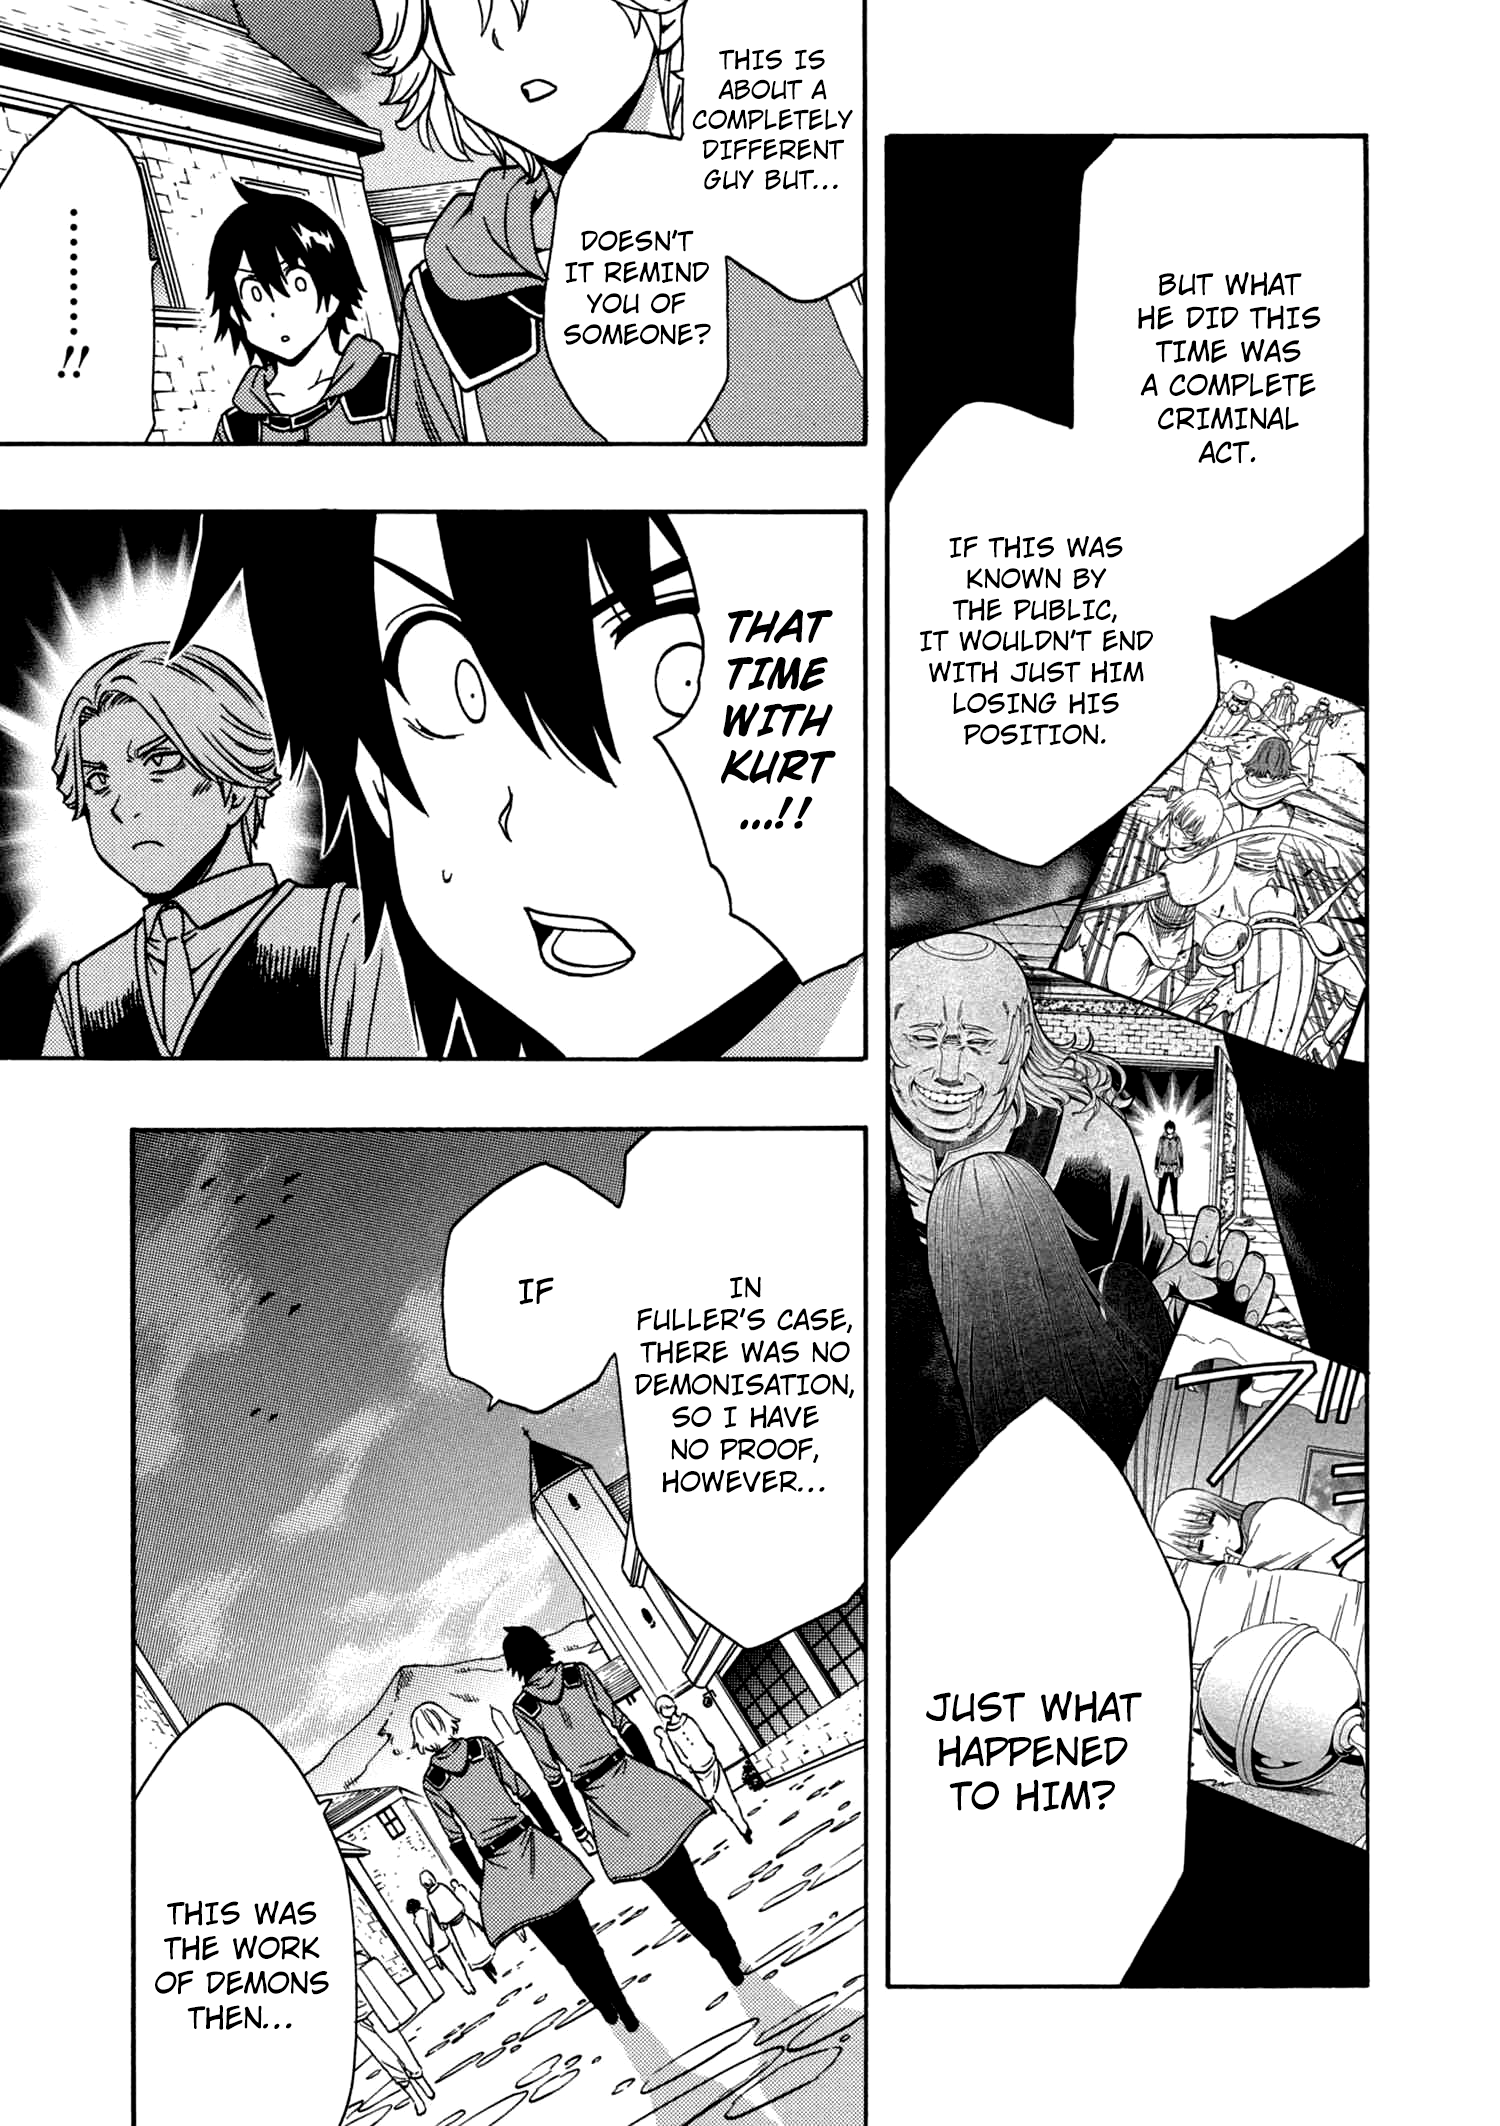 BUT WHAT
HE DID THIS
TIME WAS
A COMPLETE
CRIMINAL
ACT.
IF THIS WAS
KNOWN BY
THE PUBLIC,
IT WOULDN'T END
WITH JUST HIM
LOSING HIS
POSITION.
JUST WHAT
HAPPENED
TO HIM?
THIS IS
ABOUT A
COMPLETELY
DIFFERENT
GUY BUT...
DOESN'T
IT REMIND
YOU OF
SOMEONE?
.........!!
THAT
TIME
WITH
KURT
...!!
IN
FULLER'S CASE,
THERE WAS NO
DEMONISATION,
SO I HAVE
NO PROOF,
HOWEVER...
IF
THIS WAS
THE WORK
OF DEMONS
THEN...